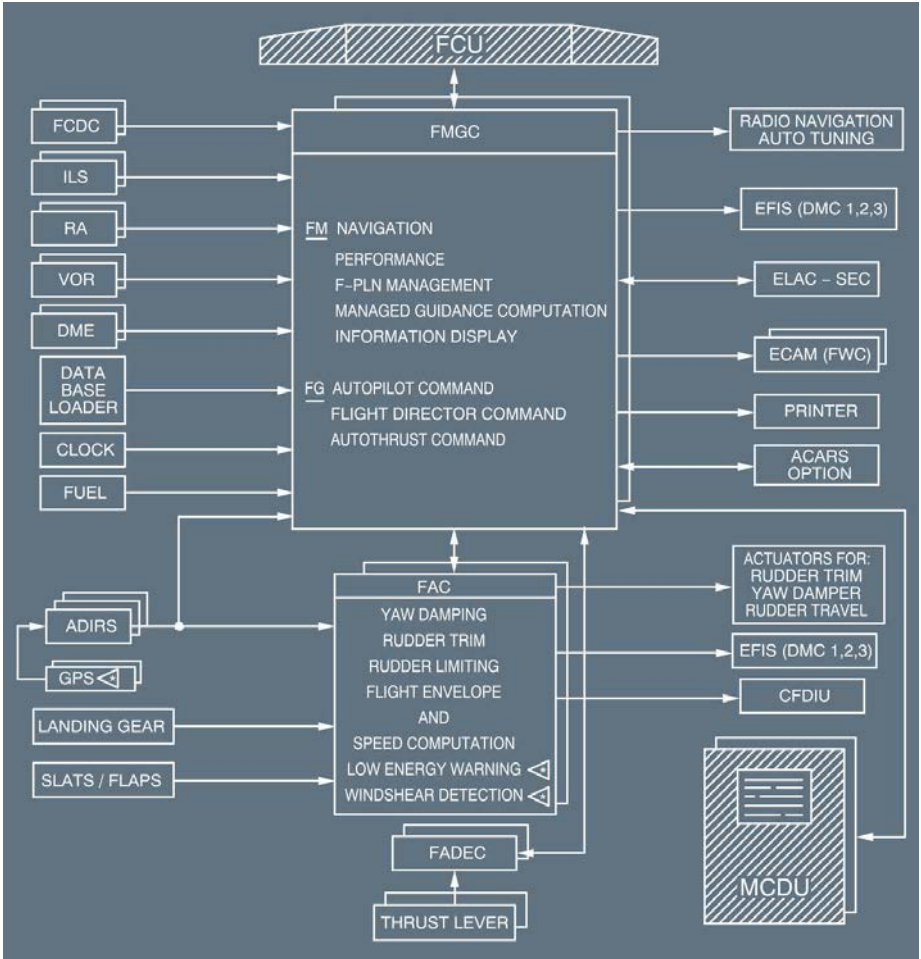 FCU
FCDC
ILS
RA
VOR
DME
DATA
BASE
LOADER
CLOCK
FUEL
FMGC
FM NAVIGATION
PERFORMANCE
F-PLN MANAGEMENT
MANAGED GUIDANCE COMPUTATION
INFORMATION DISPLAY
FG AUTOPILOT COMMAND
FLIGHT DIRECTOR COMMAND
AUTOTHRUST COMMAND
RADIO NAVIGATION
AUTO TUNING
EFIS (DMC 1,2,3)
ELAC - SEC
ECAM (FWC)
PRINTER
ACARS
OPTION
ADIRS
GPS
LANDING GEAR
SLATS / FLAPS
FAC
YAW DAMPING
RUDDER TRIM
RUDDER LIMITING
FLIGHT ENVELOPE
AND
SPEED COMPUTATION
LOW ENERGY WARNING
WINDSHEAR DETECTION
ACTUATORS FOR:
RUDDER TRIM
YAW DAMPER
RUDDER TRAVEL
EFIS (DMC 1,2,3)
CFDIU
FADEC
THRUST LEVER
MCDU